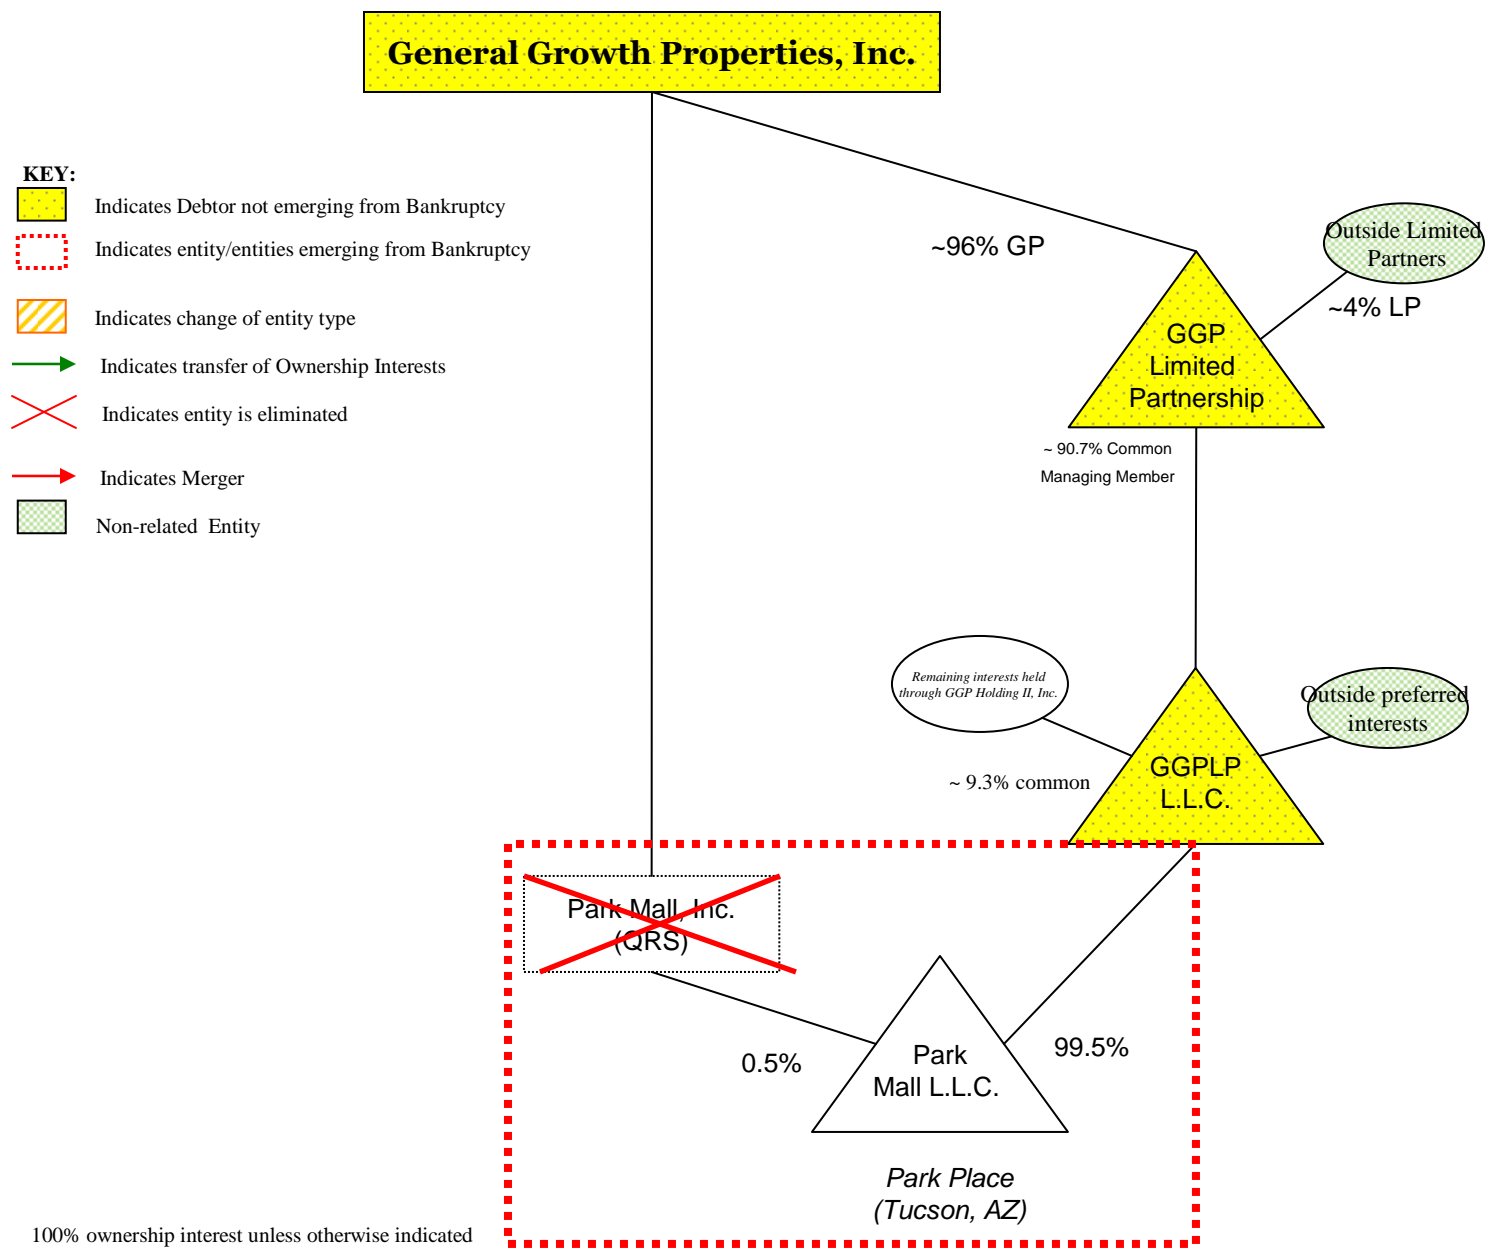 General Growth Properties, Inc.
KEY:
Indicates Debtor not emerging from Bankruptcy
Indicates entity/entities emerging from Bankruptcy
Indicates change of entity type
Indicates transfer of Ownership Interests
Indicates entity is eliminated
Indicates Merger
Non-related Entity
~96% GP
Outside Limited
Partners
~4% LP
GGP
Limited
Partnership
~ 90.7% Common
Managing Member
Remaining interests held
through GGP Holding II, Inc.
Outside preferred
interests
~ 9.3% common
GGPLP
L.L.C.
Park Mall, Inc.
(QRS)
0.5%
99.5%
Park
Mall L.L.C.
Park Place
(Tucson, AZ)
100% ownership interest unless otherwise indicated